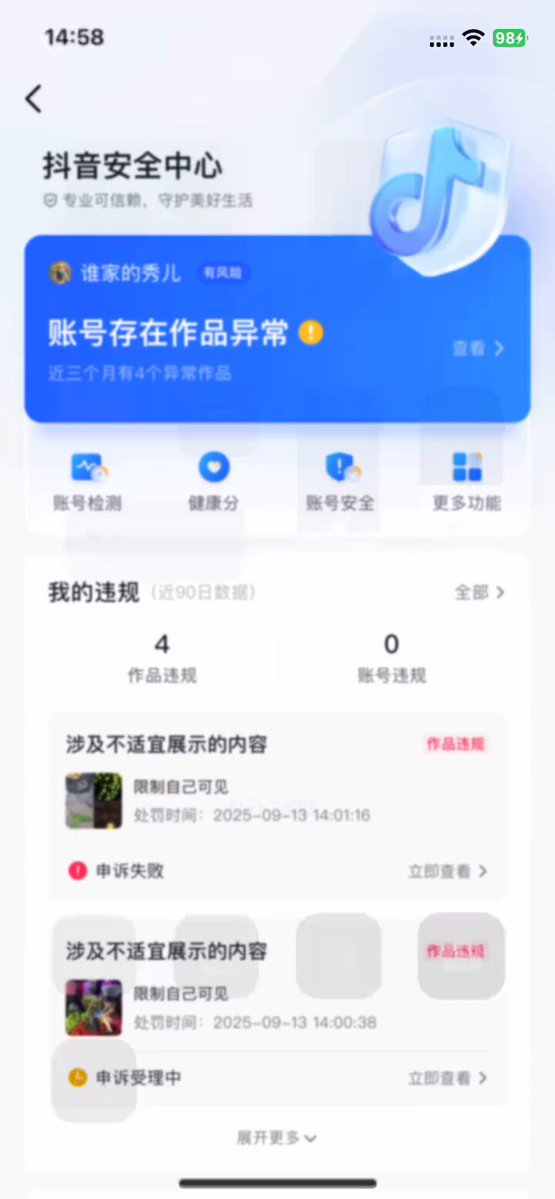 14:58
98
抖音安全中心
专业可信赖，守护美好生活
谁家的秀儿 有风险
账号存在作品异常
查看
近三个月有4个异常作品
账号检测 健康分 账号安全 更多功能
我的违规（近90日数据） 全部
4 0
作品违规 账号违规
涉及不适宜展示的内容 作品违规
限制自己可见
处罚时间：2025-09-13 14:01:16
申诉失败 立即查看
涉及不适宜展示的内容 作品违规
限制自己可见
处罚时间：2025-09-13 14:00:38
申诉受理中 立即查看
展开更多